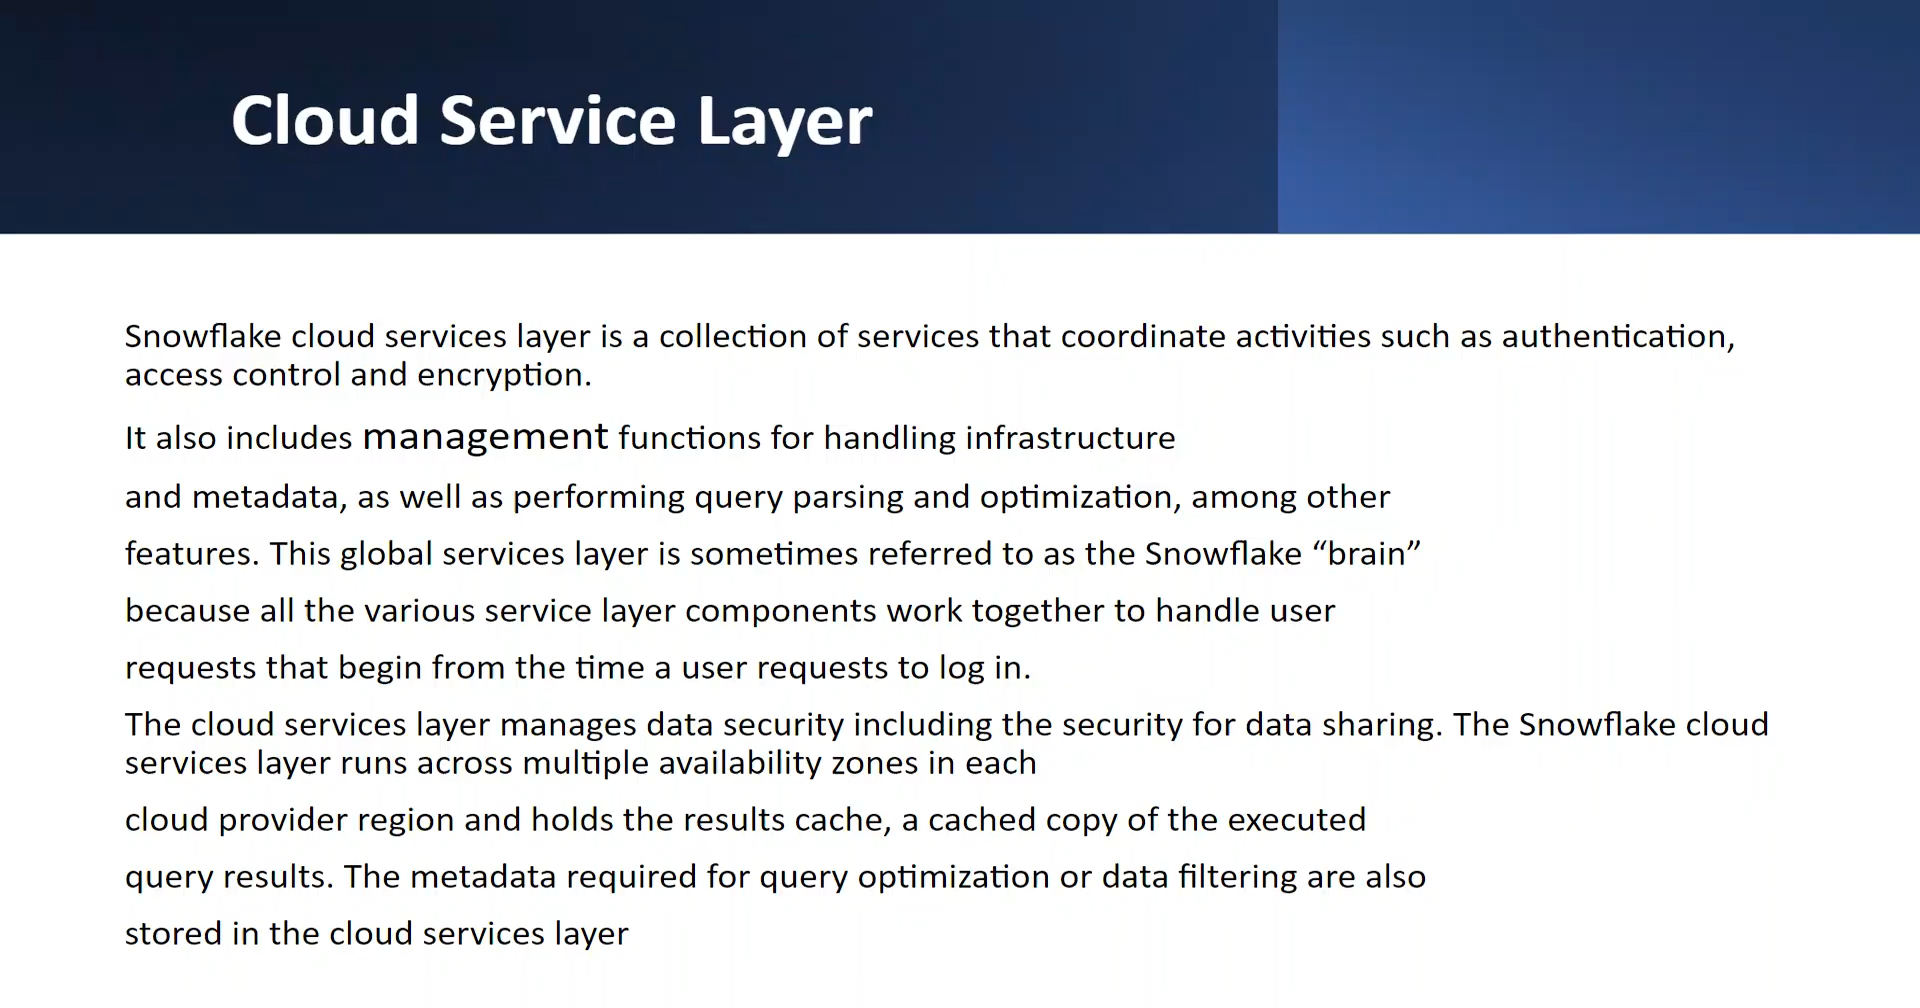 Cloud Service Layer
Snowflake cloud services layer is a collection of services that coordinate activities such as authentication,
access control and encryption.
It also includes management functions for handling infrastructure
and metadata, as well as performing query parsing and optimization, among other
features. This global services layer is sometimes referred to as the Snowflake “brain”
because all the various service layer components work together to handle user
requests that begin from the time a user requests to log in.
The cloud services layer manages data security including the security for data sharing. The Snowflake cloud
services layer runs across multiple availability zones in each
cloud provider region and holds the results cache, a cached copy of the executed
query results. The metadata required for query optimization or data filtering are also
stored in the cloud services layer